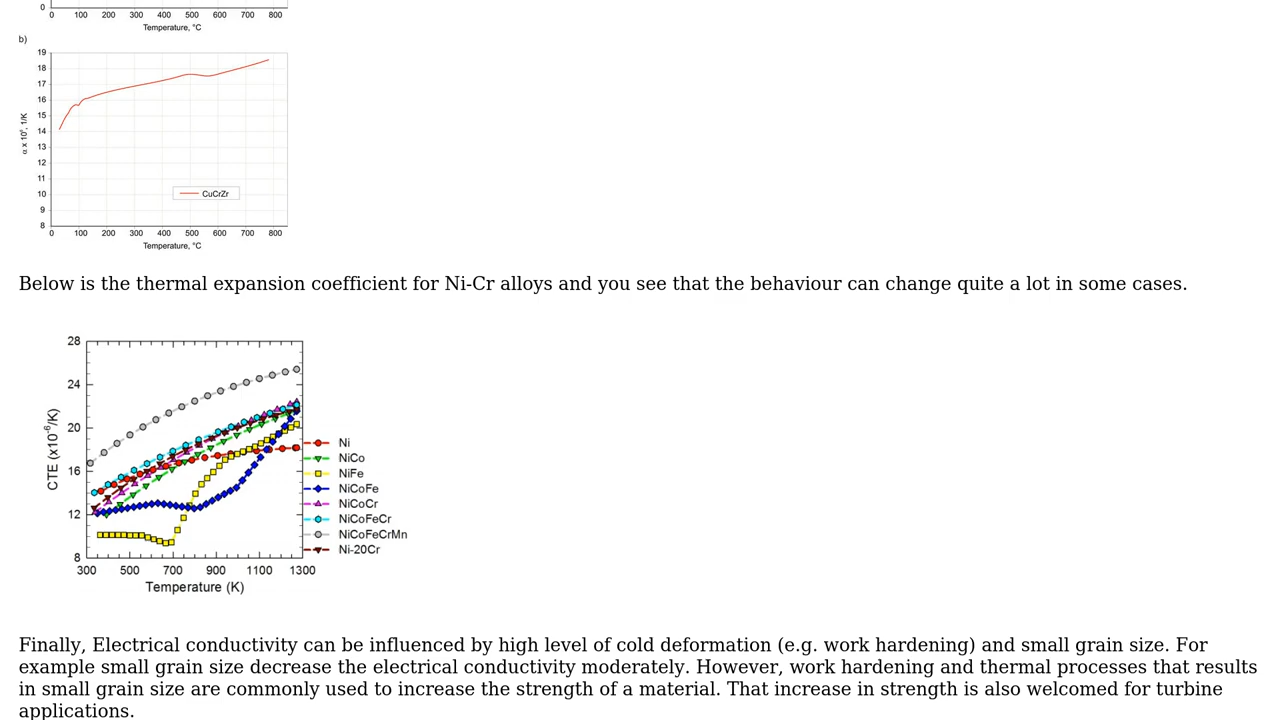 0
0 100 200 300 400 500 600 700 800
Temperature, °C
b)
19
18
17
16
15
14
13
12
11
10
9
8
α x 10⁶, 1/K
CuCrZr
0 100 200 300 400 500 600 700 800
Temperature, °C
Below is the thermal expansion coefficient for Ni-Cr alloys and you see that the behaviour can change quite a lot in some cases.
28
24
20
16
12
8
CTE (x10⁻⁶/K)
300 500 700 900 1100 1300
Temperature (K)
Ni
NiCo
NiFe
NiCoFe
NiCoCr
NiCoFeCr
NiCoFeCrMn
Ni-20Cr
Finally, Electrical conductivity can be influenced by high level of cold deformation (e.g. work hardening) and small grain size. For
example small grain size decrease the electrical conductivity moderately. However, work hardening and thermal processes that results
in small grain size are commonly used to increase the strength of a material. That increase in strength is also welcomed for turbine
applications.